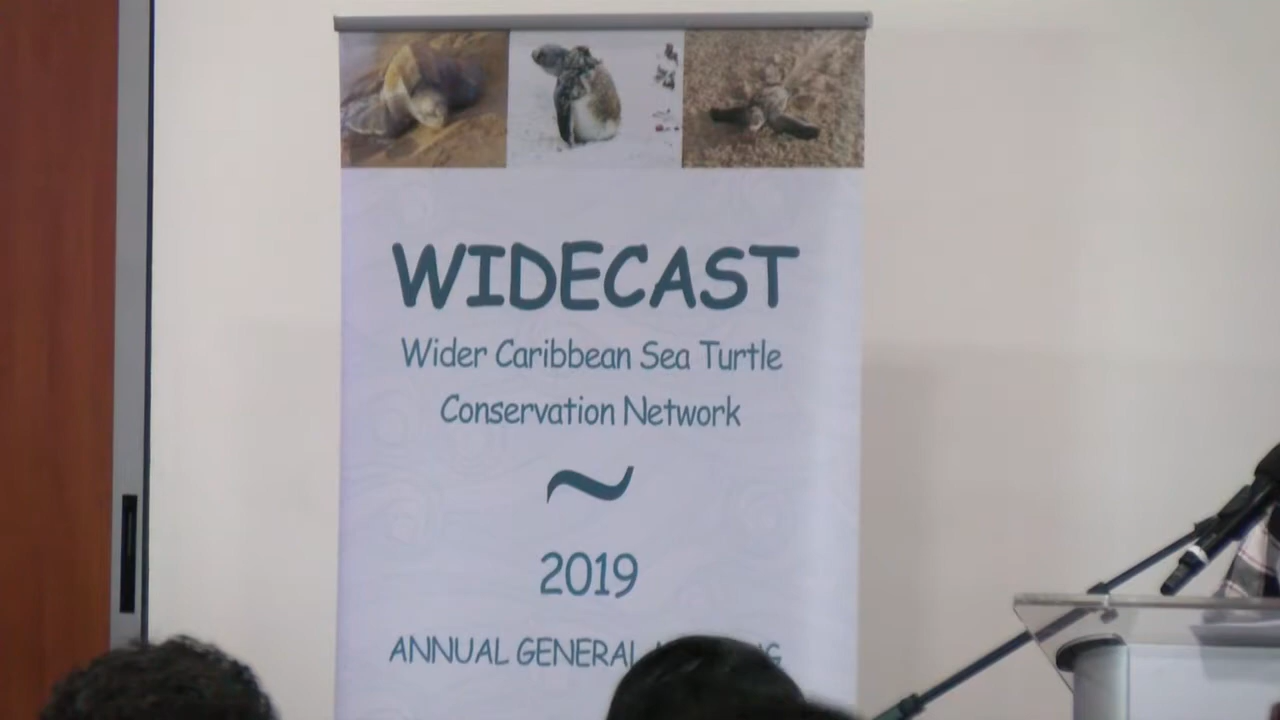 WIDECAST
Wider Caribbean Sea Turtle
Conservation Network
~
2019
ANNUAL GENERAL